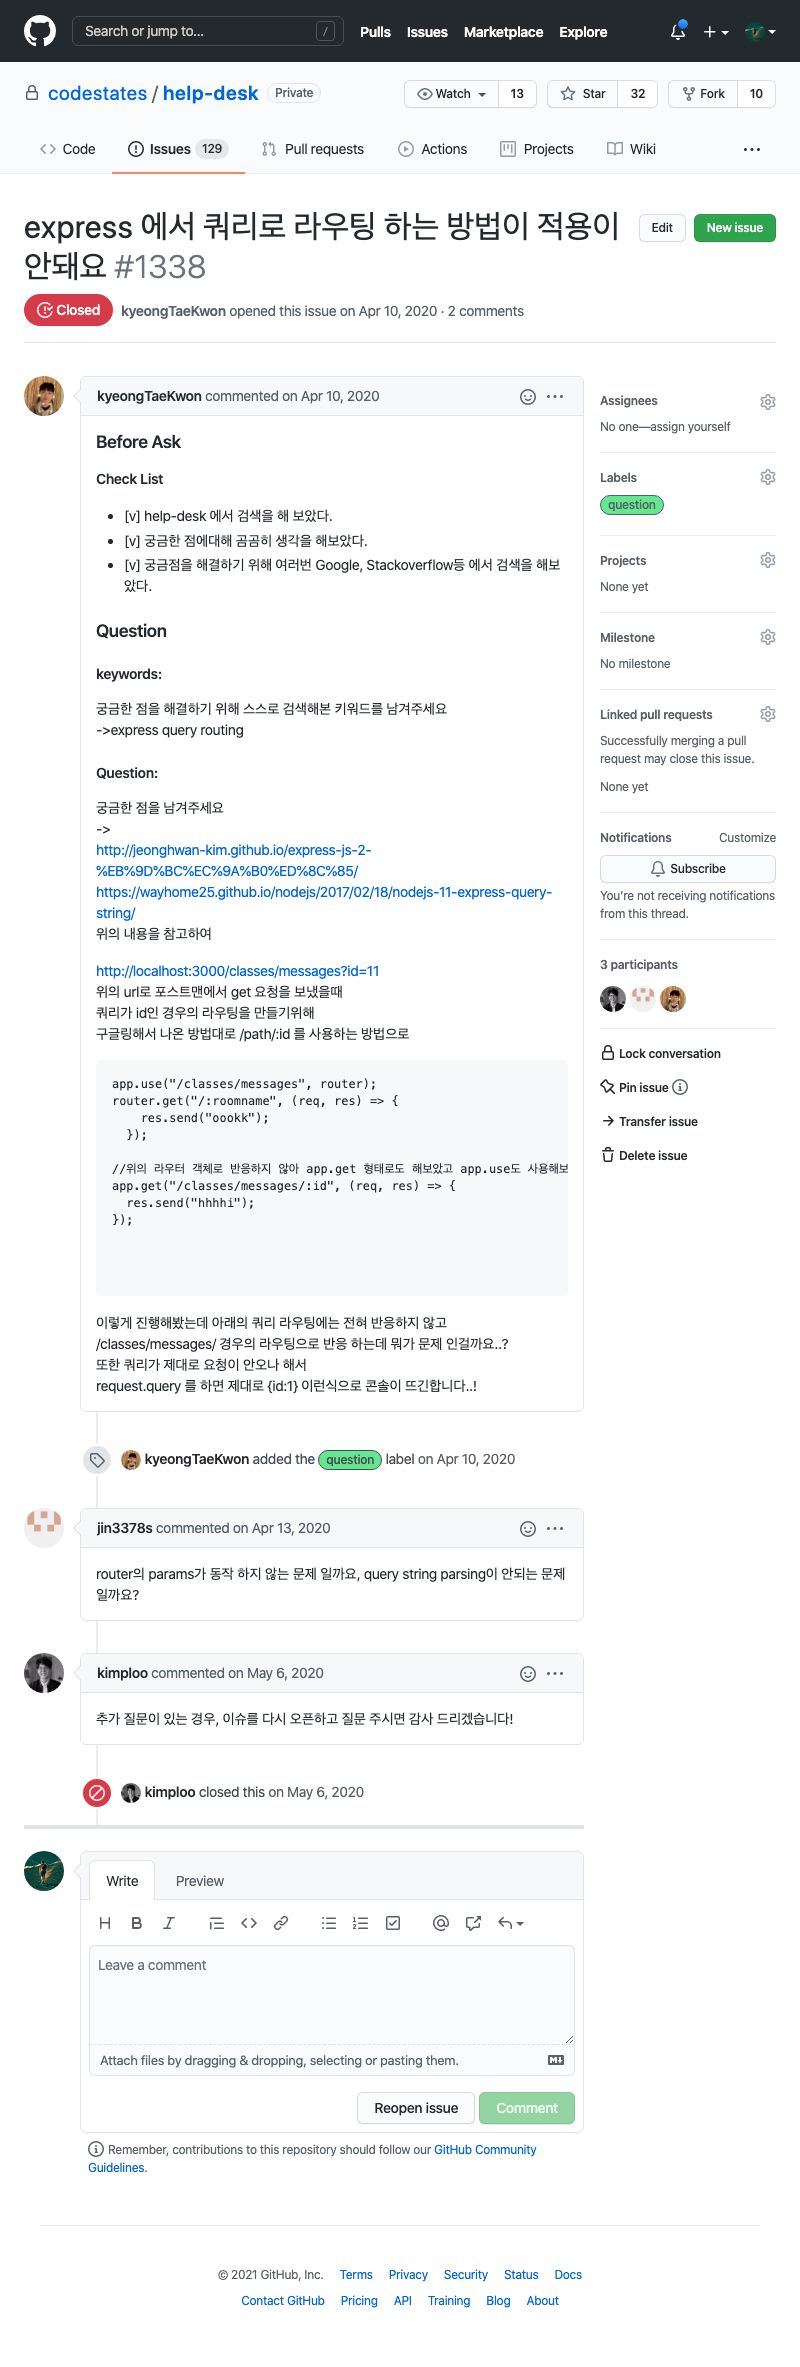 Search or jump to... /
Pulls Issues Marketplace Explore
codestates / help-desk Private
Watch 13 Star 32 Fork 10
Code Issues 129 Pull requests Actions Projects Wiki ...
express 에서 쿼리로 라우팅 하는 방법이 적용이
안돼요 #1338
Edit New issue
Closed kyeongTaeKwon opened this issue on Apr 10, 2020 · 2 comments
kyeongTaeKwon commented on Apr 10, 2020
Before Ask
Check List
[v] help-desk 에서 검색을 해 보았다.
[v] 궁금한 점에대해 곰곰히 생각을 해보았다.
[v] 궁금점을 해결하기 위해 여러번 Google, Stackoverflow등 에서 검색을 해보
았다.
Question
keywords:
궁금한 점을 해결하기 위해 스스로 검색해본 키워드를 남겨주세요
->express query routing
Question:
궁금한 점을 남겨주세요
->
http://jeonghwan-kim.github.io/express-js-2-
%EB%9D%BC%EC%9A%B0%ED%8C%85/
https://wayhome25.github.io/nodejs/2017/02/18/nodejs-11-express-query-
string/
위의 내용을 참고하여
http://localhost:3000/classes/messages?id=11
위의 url로 포스트맨에서 get 요청을 보냈을때
쿼리가 id인 경우의 라우팅을 만들기위해
구글링해서 나온 방법대로 /path/:id 를 사용하는 방법으로
app.use("/classes/messages", router);
router.get("/:roomname", (req, res) => {
res.send("oookk");
});
//위의 라우터 객체로 반응하지 않아 app.get 형태로도 해보았고 app.use도 사용해보
app.get("/classes/messages/:id", (req, res) => {
res.send("hhhhi");
});
이렇게 진행해봤는데 아래의 쿼리 라우팅에는 전혀 반응하지 않고
/classes/messages/ 경우의 라우팅으로 반응 하는데 뭐가 문제 인걸까요..?
또한 쿼리가 제대로 요청이 안오나 해서
request.query 를 하면 제대로 {id:1} 이런식으로 콘솔이 뜨긴합니다..!
kyeongTaeKwon added the question label on Apr 10, 2020
jin3378s commented on Apr 13, 2020
router의 params가 동작 하지 않는 문제 일까요, query string parsing이 안되는 문제
일까요?
kimploo commented on May 6, 2020
추가 질문이 있는 경우, 이슈를 다시 오픈하고 질문 주시면 감사 드리겠습니다!
kimploo closed this on May 6, 2020
Write Preview
Leave a comment
Attach files by dragging & dropping, selecting or pasting them.
Reopen issue Comment
Remember, contributions to this repository should follow our GitHub Community
Guidelines.
Assignees
No one—assign yourself
Labels
question
Projects
None yet
Milestone
No milestone
Linked pull requests
Successfully merging a pull
request may close this issue.
None yet
Notifications Customize
Subscribe
You're not receiving notifications
from this thread.
3 participants
Lock conversation
Pin issue
Transfer issue
Delete issue
© 2021 GitHub, Inc. Terms Privacy Security Status Docs
Contact GitHub Pricing API Training Blog About